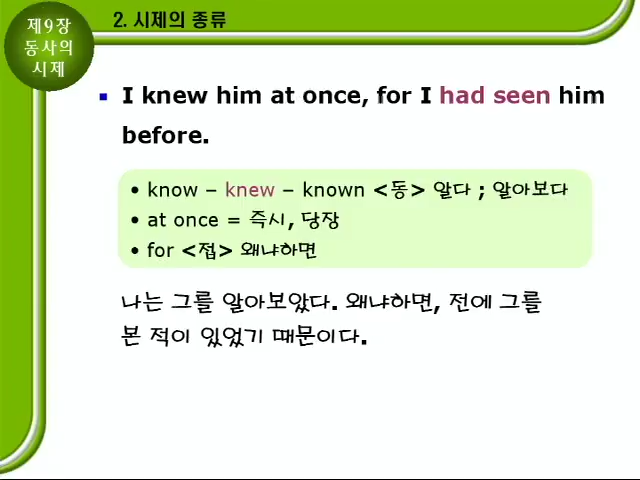 제9장
동사의
시제
2. 시제의 종류
▪ I knew him at once, for I had seen him
before.
• know – knew – known <동> 알다 ; 알아보다
• at once = 즉시, 당장
• for <접> 왜냐하면
나는 그를 알아보았다. 왜냐하면, 전에 그를
본 적이 있었기 때문이다.